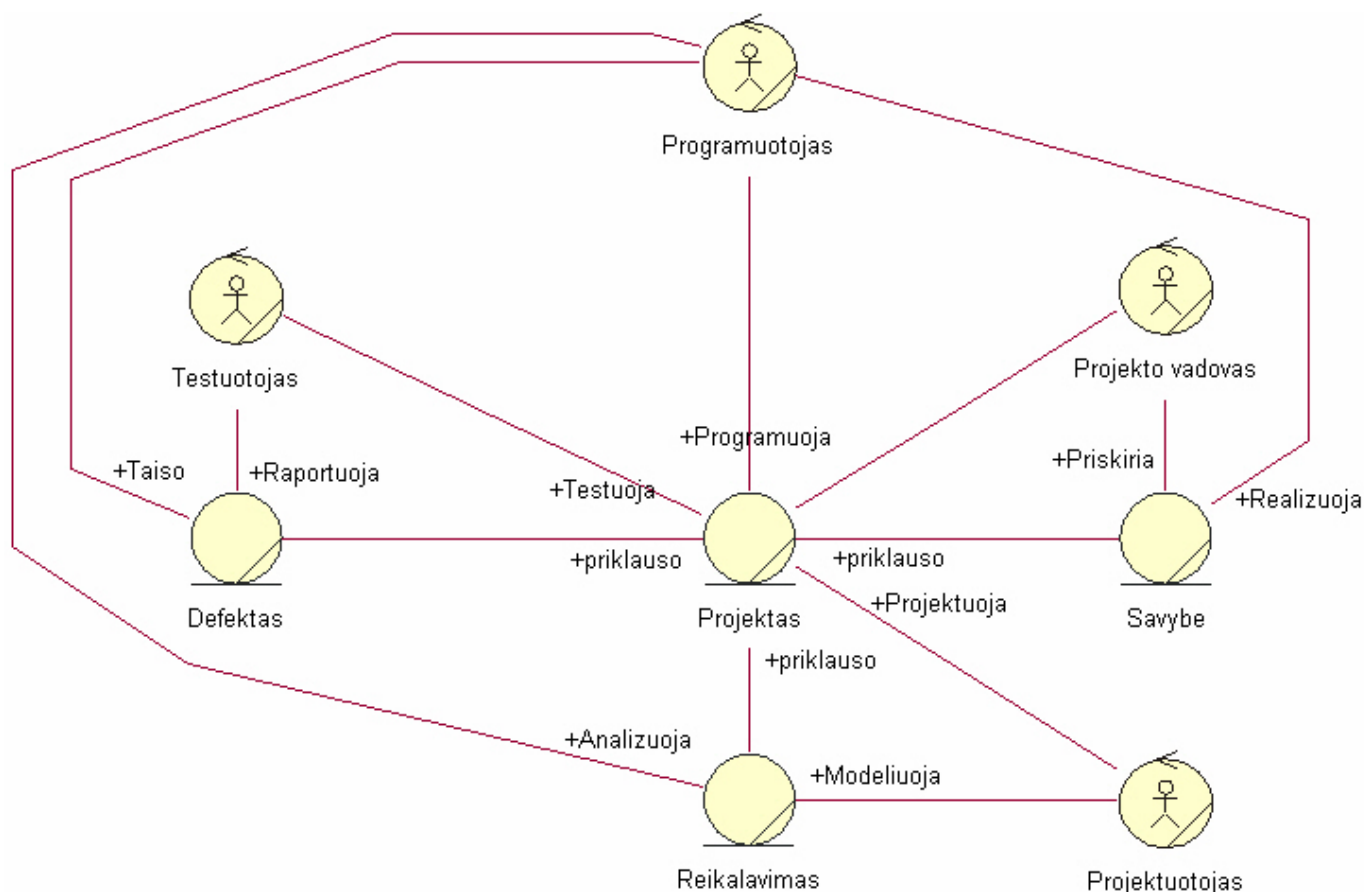 Programuotojas
Testuotojas
Projekto vadovas
+Programuoja
+Taiso
+Raportuoja
+Priskiria
+Testuoja
+Realizuoja
+priklauso
+priklauso
+Projektuoja
Defektas
Projektas
Savybe
+priklauso
+Analizuoja
+Modeliuoja
Reikalavimas
Projektuotojas